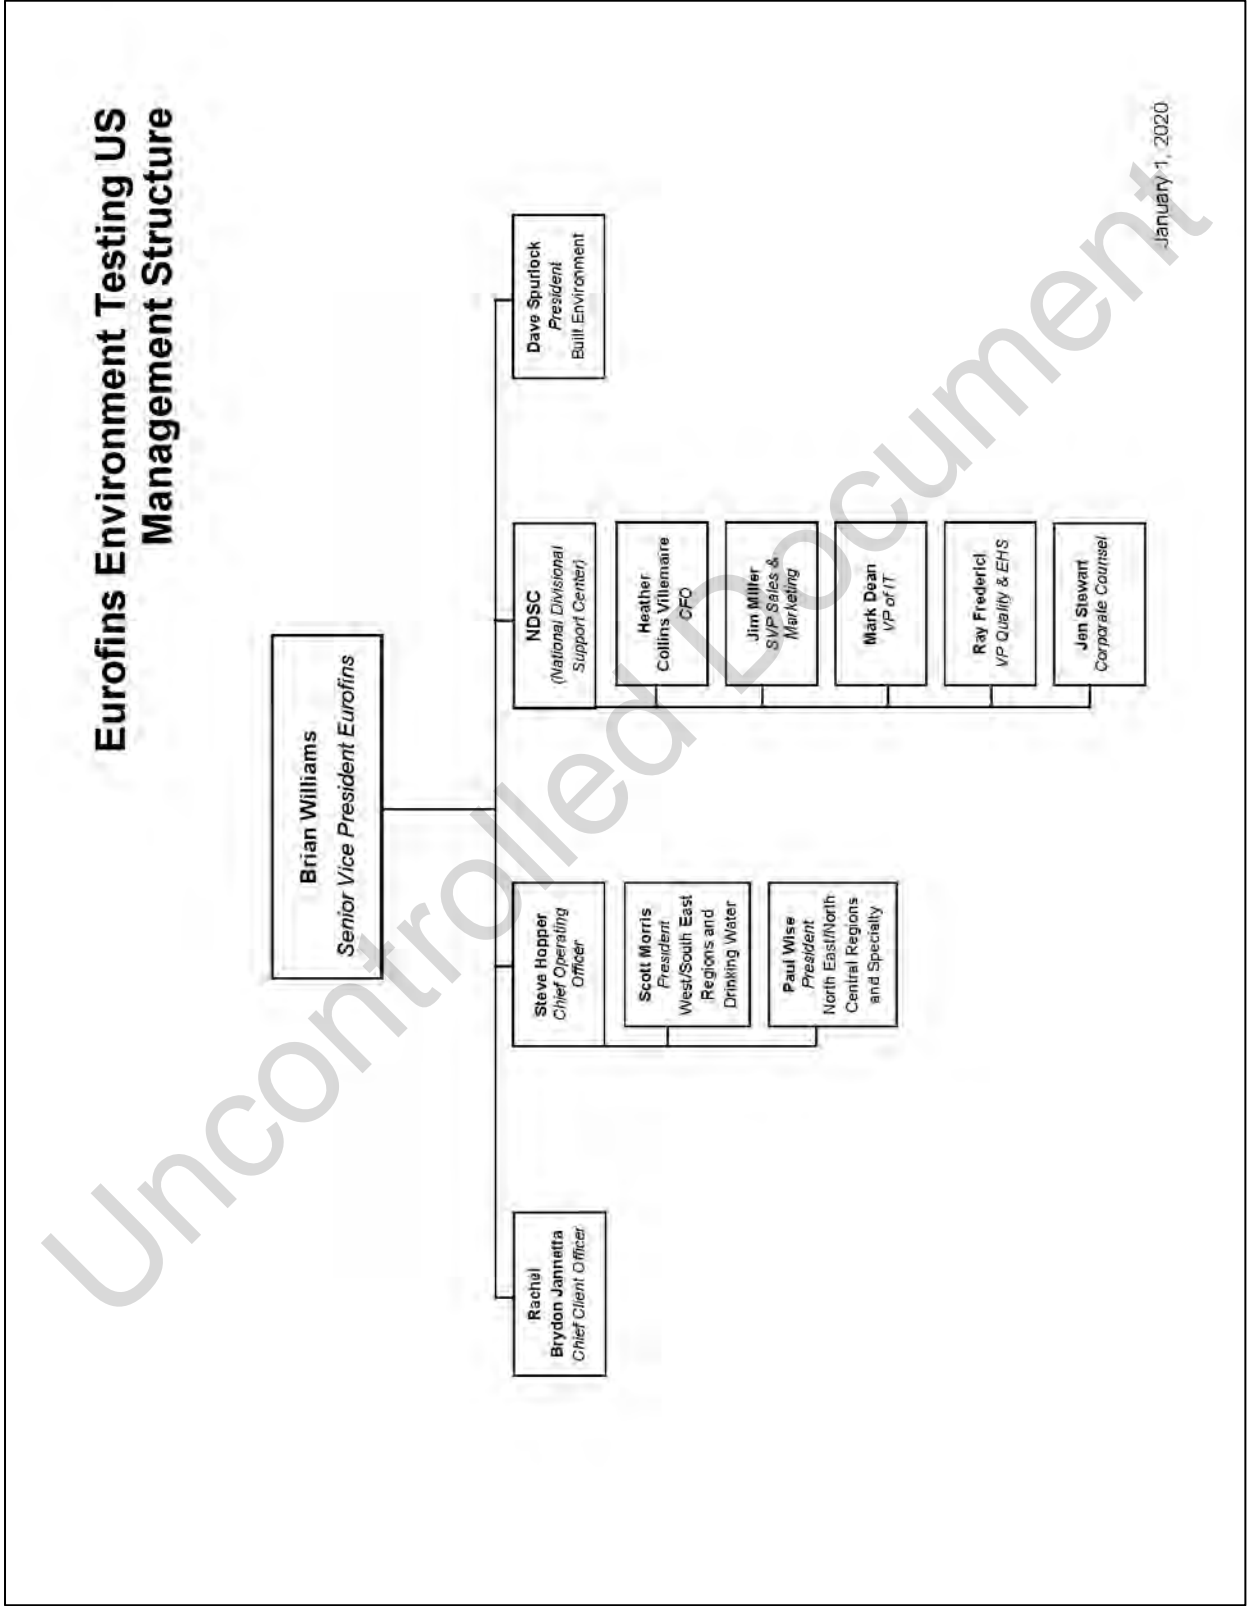 Eurofins Environment Testing US
Management Structure
Brian Williams
Senior Vice President Eurofins
Rachel
Brydon Jannetta
Chief Client Officer
Steve Hopper
Chief Operating
Officer
Scott Morris
President
West/South East
Regions and
Drinking Water
Paul Wise
President
North East/North
Central Regions
and Specialty
NDSC
(National Divisional
Support Center)
Heather
Collins Villemaire
CFO
Jim Miller
SVP Sales &
Marketing
Mark Dean
VP of IT
Ray Frederici
VP Quality & EHS
Jen Stewart
Corporate Counsel
Dave Spurlock
President
Built Environment
January 1, 2020
Uncontrolled Document